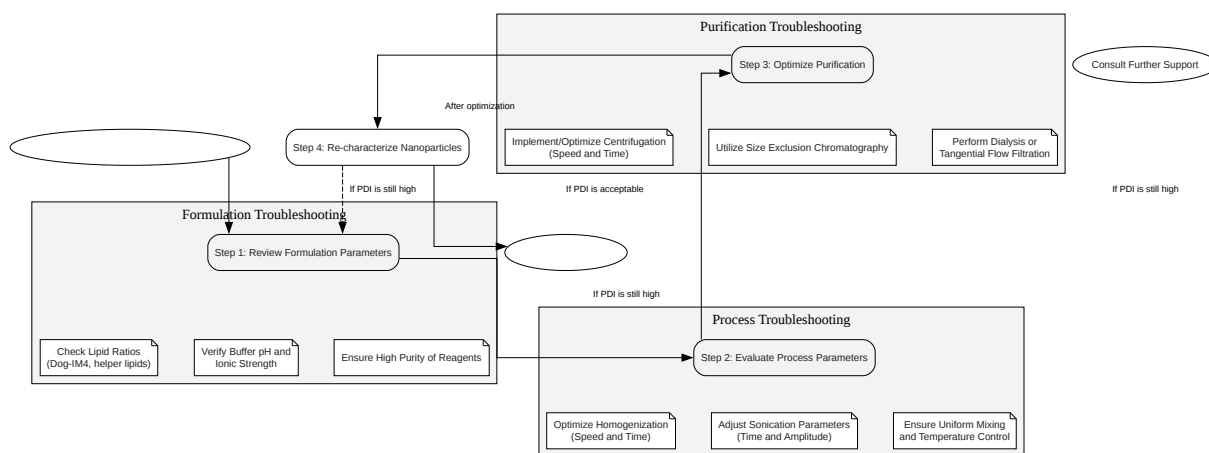 Purification Troubleshooting
Step 3: Optimize Purification
Consult Further Support
After optimization
Implement/Optimize Centrifugation
(Speed and Time)
Utilize Size Exclusion Chromatography
Perform Dialysis or
Tangential Flow Filtration
Step 4: Re-characterize Nanoparticles
If PDI is still high
If PDI is acceptable
If PDI is still high
Formulation Troubleshooting
Step 1: Review Formulation Parameters
If PDI is still high
Check Lipid Ratios
(Dog-IM4, helper lipids)
Verify Buffer pH and
Ionic Strength
Ensure High Purity of Reagents
Process Troubleshooting
Step 2: Evaluate Process Parameters
Optimize Homogenization
(Speed and Time)
Adjust Sonication Parameters
(Time and Amplitude)
Ensure Uniform Mixing
and Temperature Control